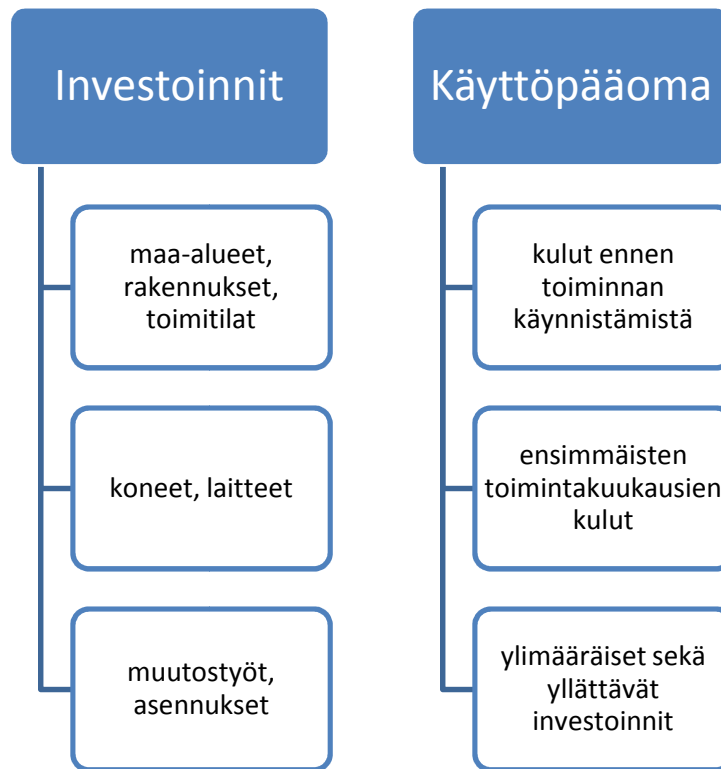 Investoinnit
maa-alueet,
rakennukset,
toimitilat
koneet, laitteet
muutostyöt,
asennukset
Käyttöpääoma
kulut ennen
toiminnan
käynnistämistä
ensimmäisten
toimintakuukausien
kulut
ylimääräiset sekä
yllättävät
investoinnit